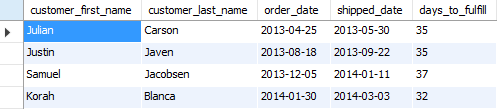 customer_first_name customer_last_name order_date shipped_date days_to_fulfill
Julian Carson 2013-04-25 2013-05-30 35
Justin Javen 2013-08-18 2013-09-22 35
Samuel Jacobsen 2013-12-05 2014-01-11 37
Korah Blanca 2014-01-30 2014-03-03 32